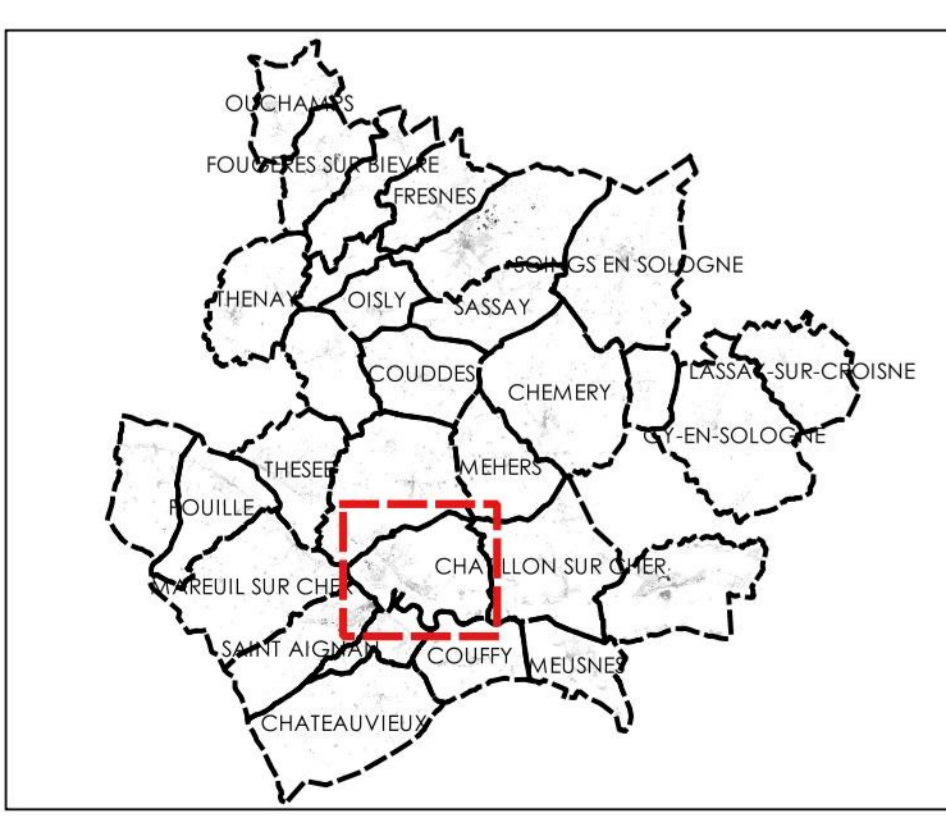 OUCHAMPS
FOUGERES SUR BIEVRE
FRESNES
SOINGS EN SOLOGNE
THENAY
OISLY
SASSAY
COUDDES
LASSAY-SUR-CROISNE
CHEMERY
GY-EN-SOLOGNE
THESEE
MEHERS
POUILLE
CHATILLON SUR CHER
MAREUIL SUR CHER
SAINT AIGNAN
COUFFY
MEUSNES
CHATEAUVIEUX